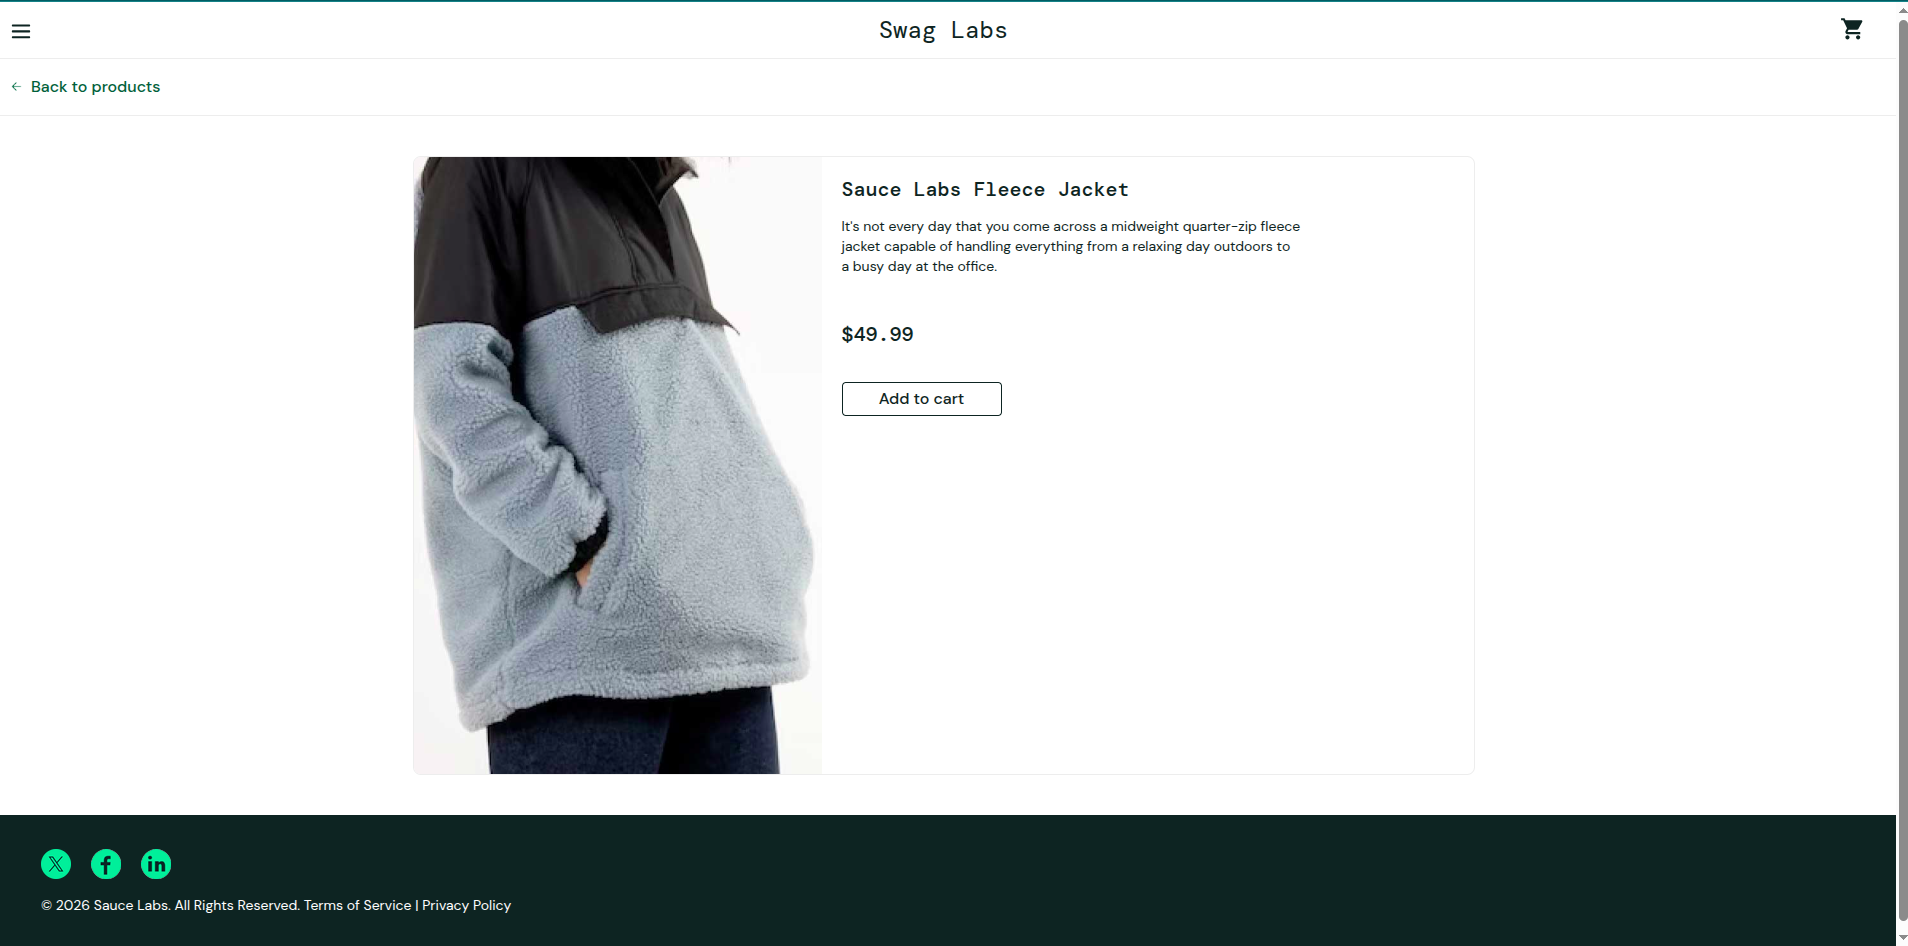 Swag Labs
Back to products
Sauce Labs Fleece Jacket
It's not every day that you come across a midweight quarter-zip fleece
jacket capable of handling everything from a relaxing day outdoors to
a busy day at the office.
$49.99
Add to cart
© 2026 Sauce Labs. All Rights Reserved. Terms of Service | Privacy Policy